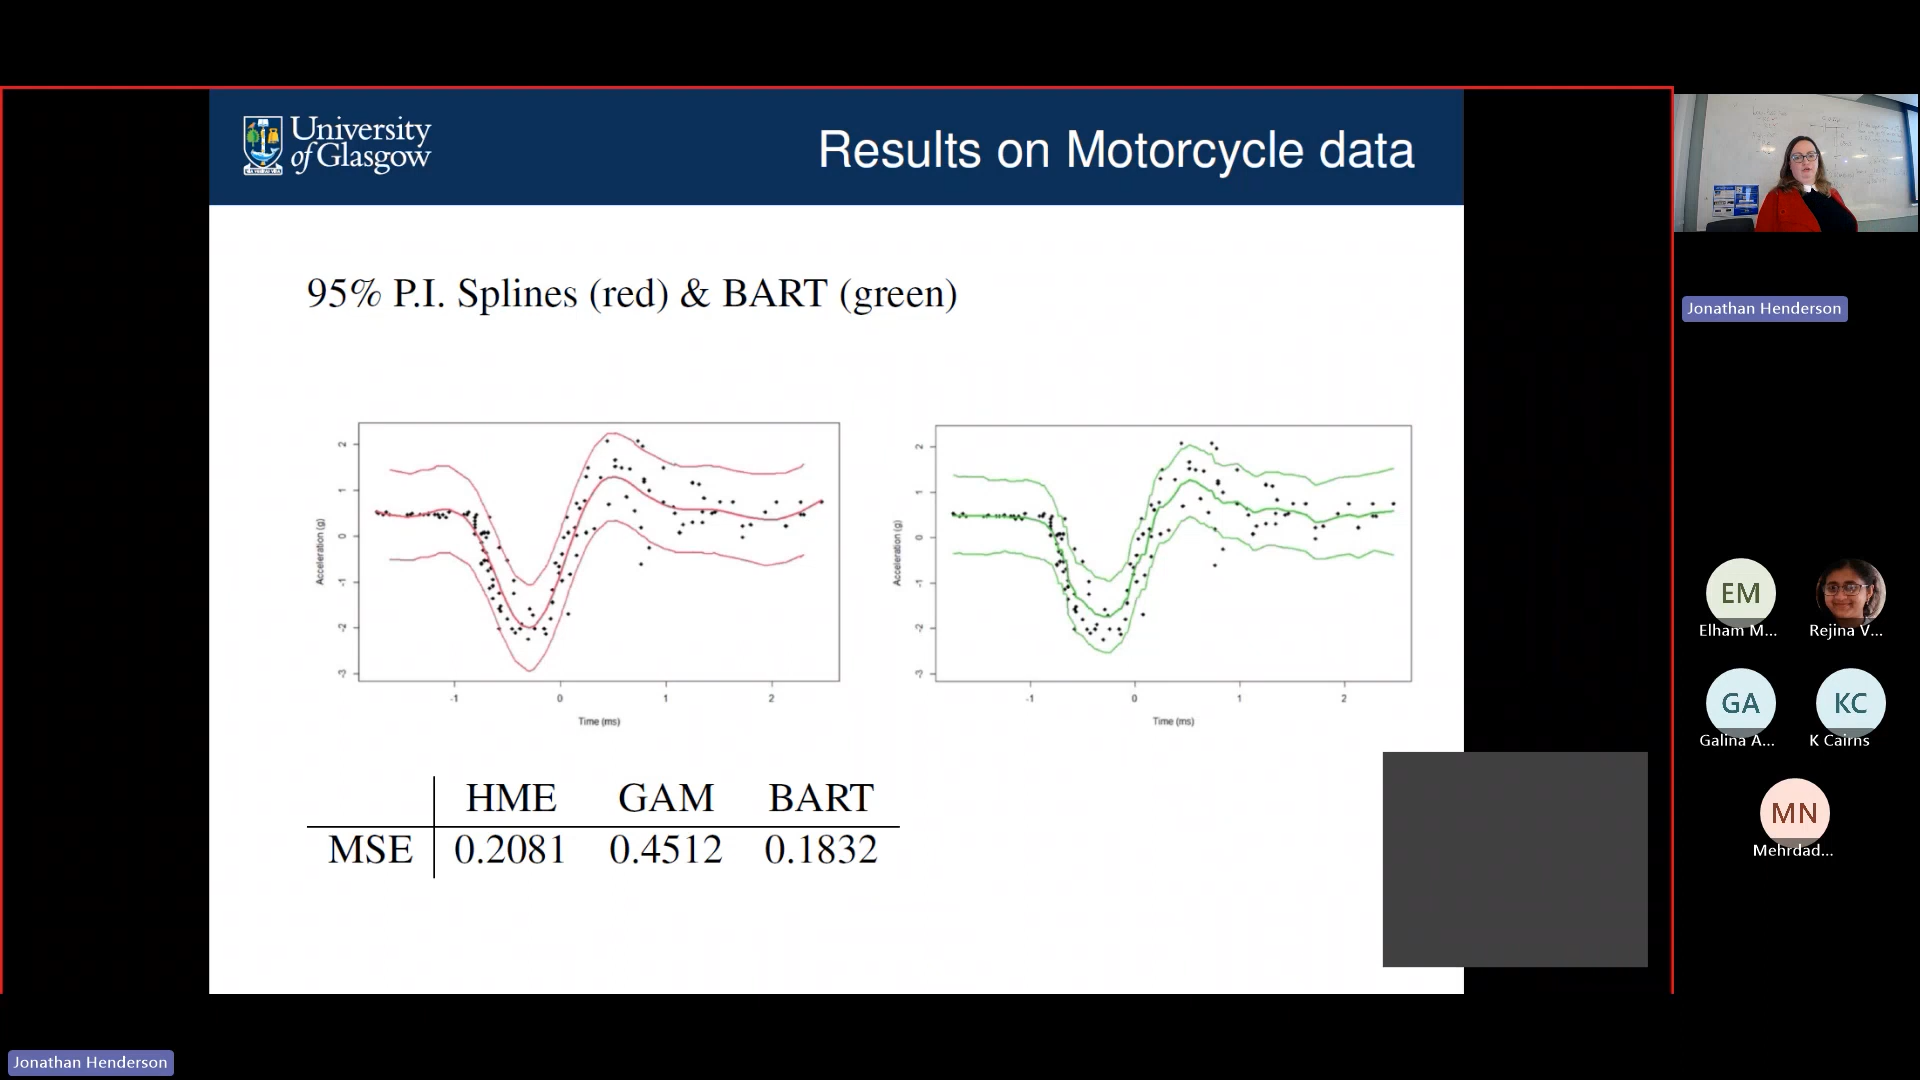 University
of Glasgow
Results on Motorcycle data
95% P.I. Splines (red) & BART (green)
Acceleration (g)
2
1
0
-1
-2
-3
-1 0 1 2
Time (ms)
Acceleration (g)
2
1
0
-1
-2
-3
-1 0 1 2
Time (ms)
HME GAM BART
MSE 0.2081 0.4512 0.1832
Jonathan Henderson
EM
Elham M...
Rejina V...
GA
Galina A...
KC
K Cairns
MN
Mehrdad...
Jonathan Henderson